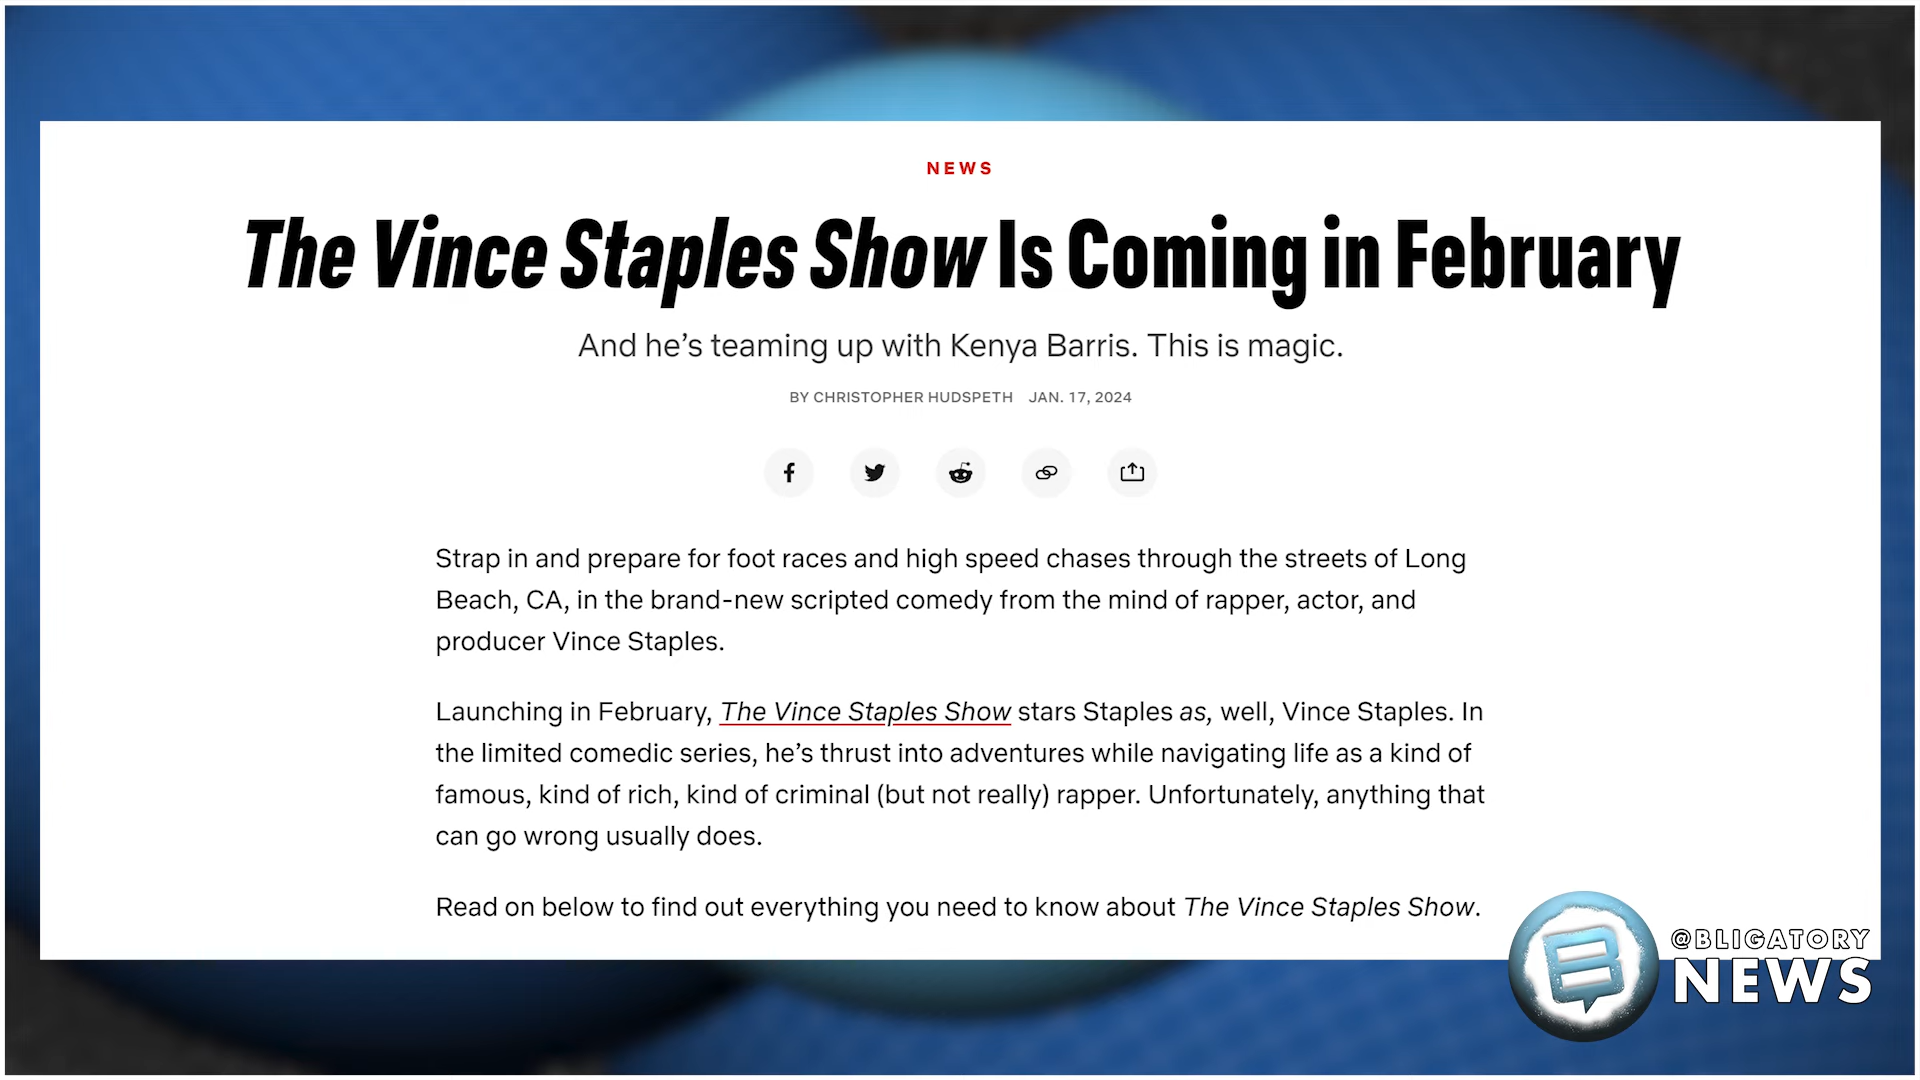 NEWS
The Vince Staples Show Is Coming in February
And he’s teaming up with Kenya Barris. This is magic.
BY CHRISTOPHER HUDSPETH JAN. 17, 2024
Strap in and prepare for foot races and high speed chases through the streets of Long
Beach, CA, in the brand-new scripted comedy from the mind of rapper, actor, and
producer Vince Staples.
Launching in February, The Vince Staples Show stars Staples as, well, Vince Staples. In
the limited comedic series, he’s thrust into adventures while navigating life as a kind of
famous, kind of rich, kind of criminal (but not really) rapper. Unfortunately, anything that
can go wrong usually does.
Read on below to find out everything you need to know about The Vince Staples Show.
B
@BLIGATORY
NEWS